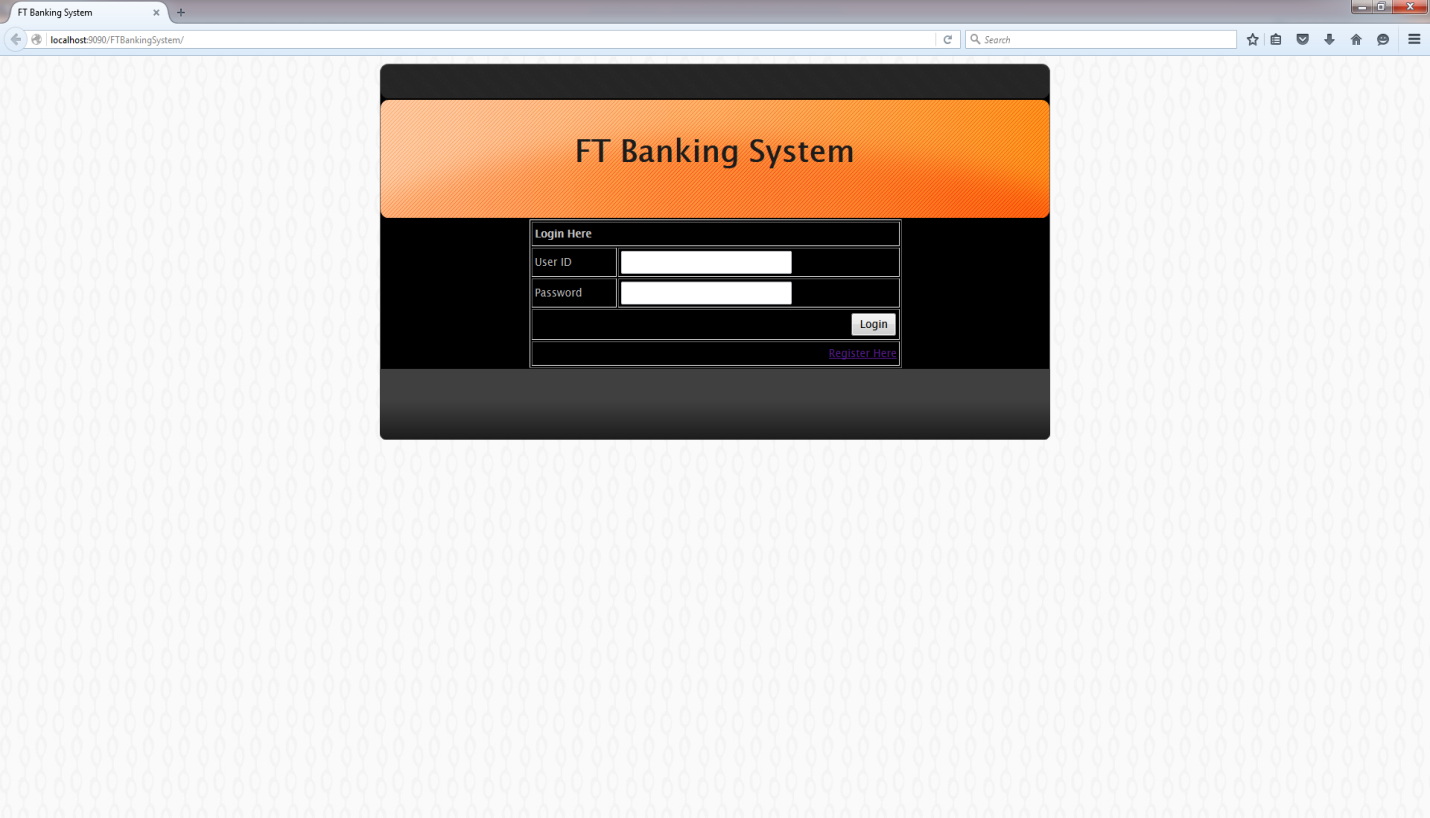 FT Banking System
localhost:9090/FTBankingSystem/
Search
FT Banking System
Login Here
User ID
Password
Login
Register Here